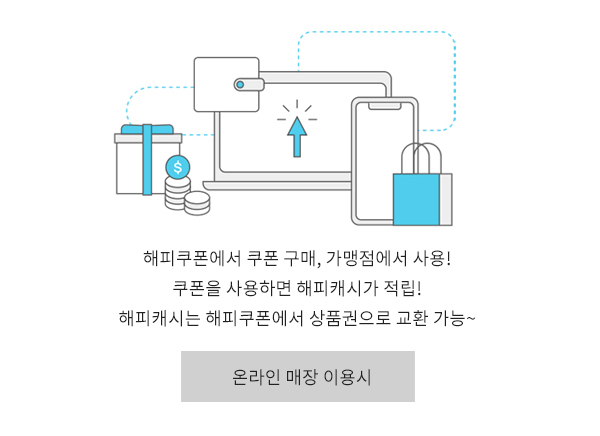 $
해피쿠폰에서 쿠폰 구매, 가맹점에서 사용!
쿠폰을 사용하면 해피캐시가 적립!
해피캐시는 해피쿠폰에서 상품권으로 교환 가능~
온라인 매장 이용시